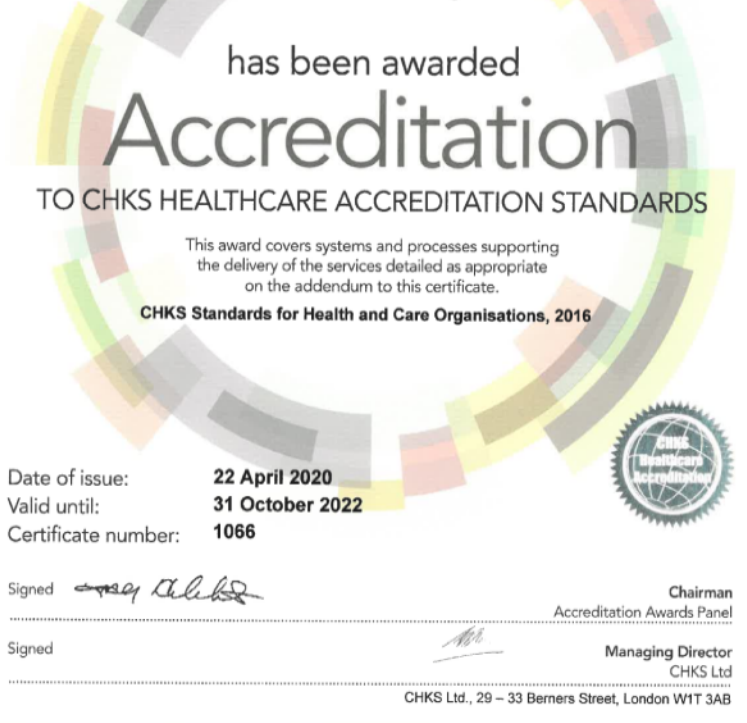 has been awarded
Accreditation
TO CHKS HEALTHCARE ACCREDITATION STANDARDS
This award covers systems and processes supporting
the delivery of the services detailed as appropriate
on the addendum to this certificate.
CHKS Standards for Health and Care Organisations, 2016
CHKS
Healthcare
Accreditation
Date of issue: 22 April 2020
Valid until: 31 October 2022
Certificate number: 1066
Signed
Chairman
Accreditation Awards Panel
Signed
Managing Director
CHKS Ltd
CHKS Ltd., 29 – 33 Berners Street, London W1T 3AB